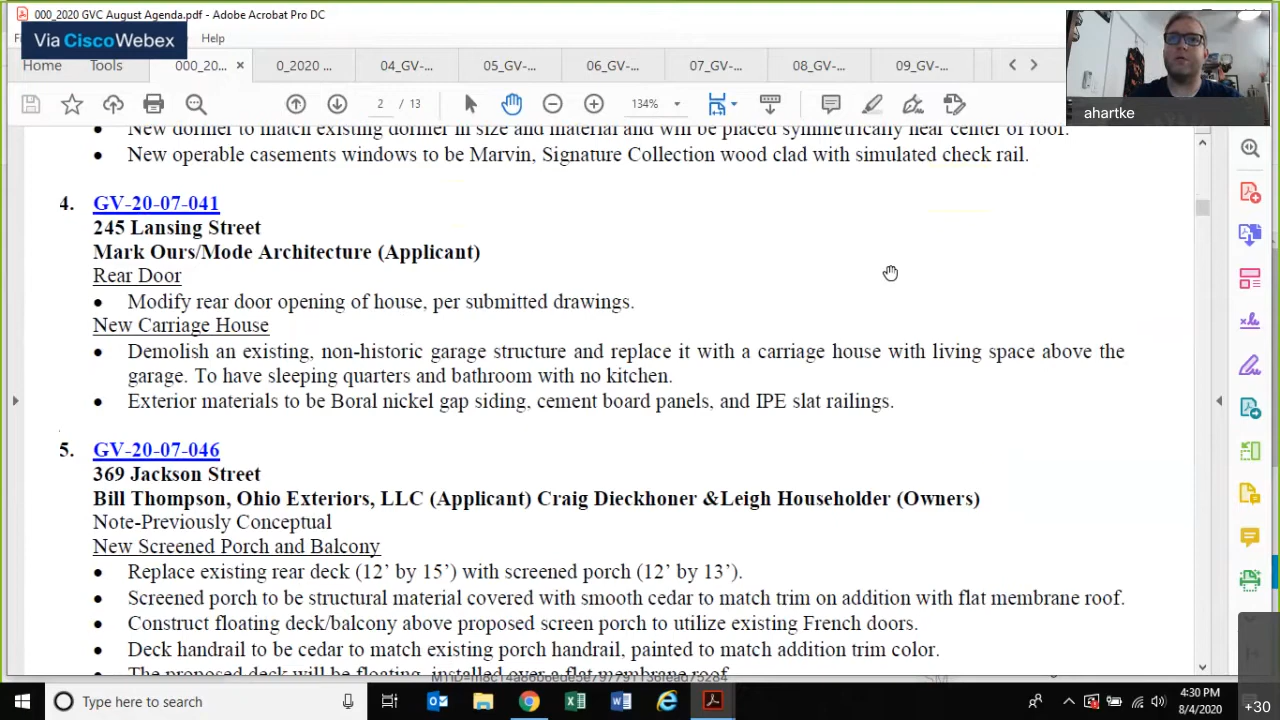 000_2020 GVC August Agenda.pdf - Adobe Acrobat Pro DC
Via Cisco Webex
Help
Home Tools 000_20... × 0_2020 ... 04_GV-... 05_GV-... 06_GV-... 07_GV-... 08_GV-... 09_GV-...
ahartke
2 / 13 134%
New dormer to match existing dormer in size and material and will be placed symmetrically near center of roof.
• New operable casements windows to be Marvin, Signature Collection wood clad with simulated check rail.
4. GV-20-07-041
245 Lansing Street
Mark Ours/Mode Architecture (Applicant)
Rear Door
• Modify rear door opening of house, per submitted drawings.
New Carriage House
• Demolish an existing, non-historic garage structure and replace it with a carriage house with living space above the
garage. To have sleeping quarters and bathroom with no kitchen.
• Exterior materials to be Boral nickel gap siding, cement board panels, and IPE slat railings.
5. GV-20-07-046
369 Jackson Street
Bill Thompson, Ohio Exteriors, LLC (Applicant) Craig Dieckhoner &Leigh Householder (Owners)
Note-Previously Conceptual
New Screened Porch and Balcony
• Replace existing rear deck (12’ by 15’) with screened porch (12’ by 13’).
• Screened porch to be structural material covered with smooth cedar to match trim on addition with flat membrane roof.
• Construct floating deck/balcony above proposed screen porch to utilize existing French doors.
• Deck handrail to be cedar to match existing porch handrail, painted to match addition trim color.
• The proposed deck will be floating, installed over flat membrane roof
Type here to search
4:30 PM
8/4/2020
+30